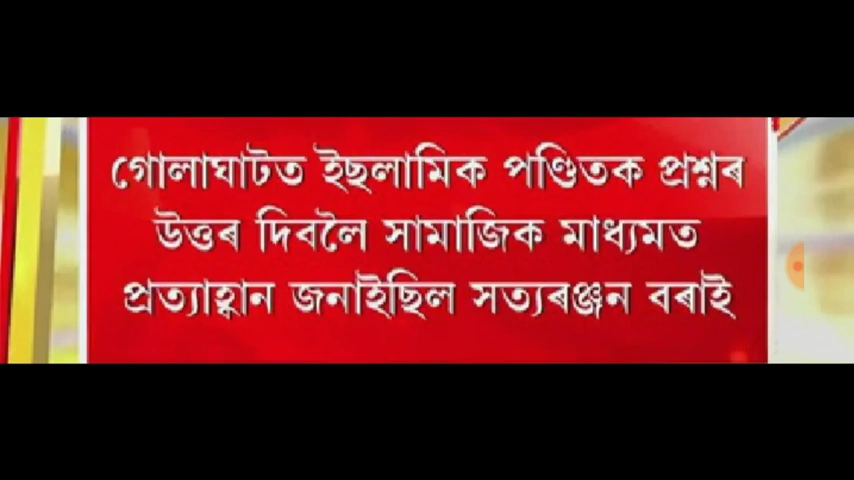 গোলাঘাটত ইছলামিক পণ্ডিতক প্ৰশ্নৰ
উত্তৰ দিবলৈ সামাজিক মাধ্যমত
প্ৰত্যাহ্বান জনাইছিল সত্যৰঞ্জন বৰাই